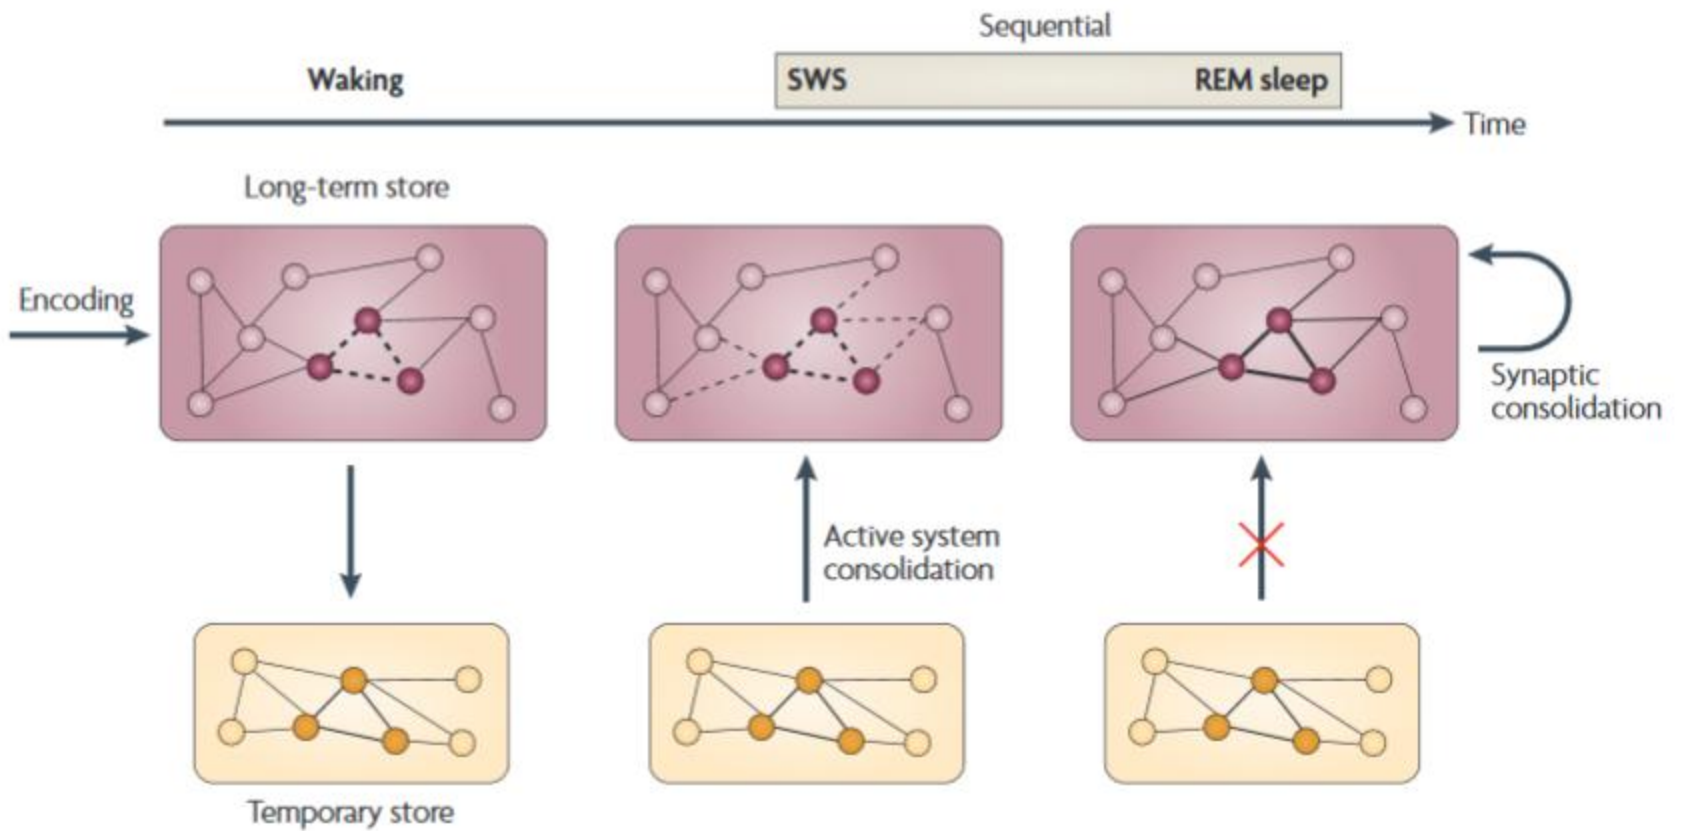 Sequential
Waking
SWS
REM sleep
Time
Long-term store
Encoding
Synaptic
consolidation
Active system
consolidation
Temporary store